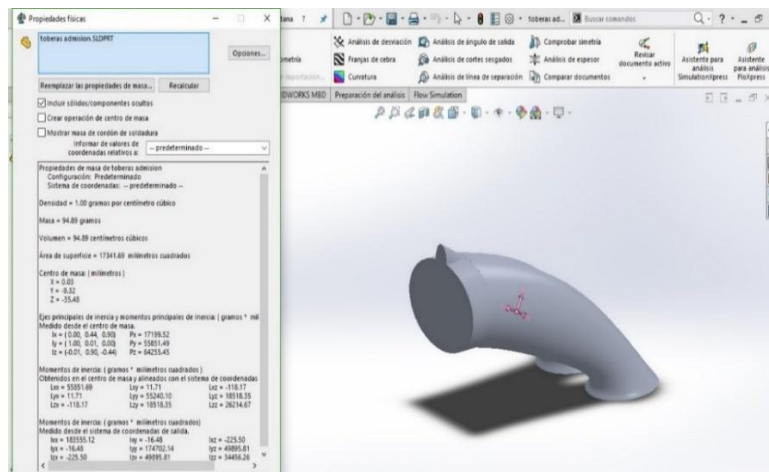 Propiedades físicas
toberas admision.SLDPRT
Opciones...
Reemplazar las propiedades de masa...
Recalcular
Incluir sólidos/componentes ocultos
Crear operación de centro de masa
Mostrar masa de cordón de soldadura
Informar de valores de
coordenadas relativos a:
-- predeterminado --
Propiedades de masa de toberas admision
Configuración: Predeterminado
Sistema de coordenadas: -- predeterminado --
Densidad = 1.00 gramos por centímetro cúbico
Masa = 94.89 gramos
Volumen = 94.89 centímetros cúbicos
Área de superficie = 17341.69 milímetros cuadrados
Centro de masa: ( milímetros )
X = 0.03
Y = -9.32
Z = -35.48
Ejes principales de inercia y momentos principales de inercia: ( gramos * mil
Medido desde el centro de masa.
Ix = ( 0.00, 0.44, 0.90) Px = 17199.52
Iy = ( 1.00, 0.01, 0.00) Py = 55851.49
Iz = (-0.01, 0.90, -0.44) Pz = 64255.45
Momentos de inercia: ( gramos * milímetros cuadrados )
Obtenidos en el centro de masa y alineados con el sistema de coordenadas
Lxx = 55851.69 Lxy = 11.71 Lxz = -118.17
Lyx = 11.71 Lyy = 55240.10 Lyz = 18518.35
Lzx = -118.17 Lzy = 18518.35 Lzz = 26214.67
Momentos de inercia: ( gramos * milímetros cuadrados)
Medido desde el sistema de coordenadas de salida.
Ixx = 183555.12 Ixy = -16.48 Ixz = -225.50
Iyx = -16.48 Iyy = 174702.14 Iyz = 49895.81
Izx = -225.50 Izy = 49895.81 Izz = 34456.26
tana ?
toberas ad...
Buscar comandos
Análisis de desviación
Análisis de ángulo de salida
Comprobar simetría
Franjas de cebra
Análisis de cortes sesgados
Análisis de espesor
Curvatura
Análisis de línea de separación
Comparar documentos
Revisar
documento activo
Asistente para
análisis
SimulationXpress
Asistente
para análisis
FloXpress
Preparación del análisis
Flow Simulation